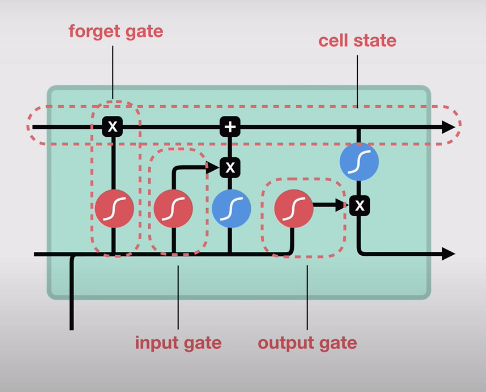 forget gate
cell state
X
+
X
X
input gate
output gate